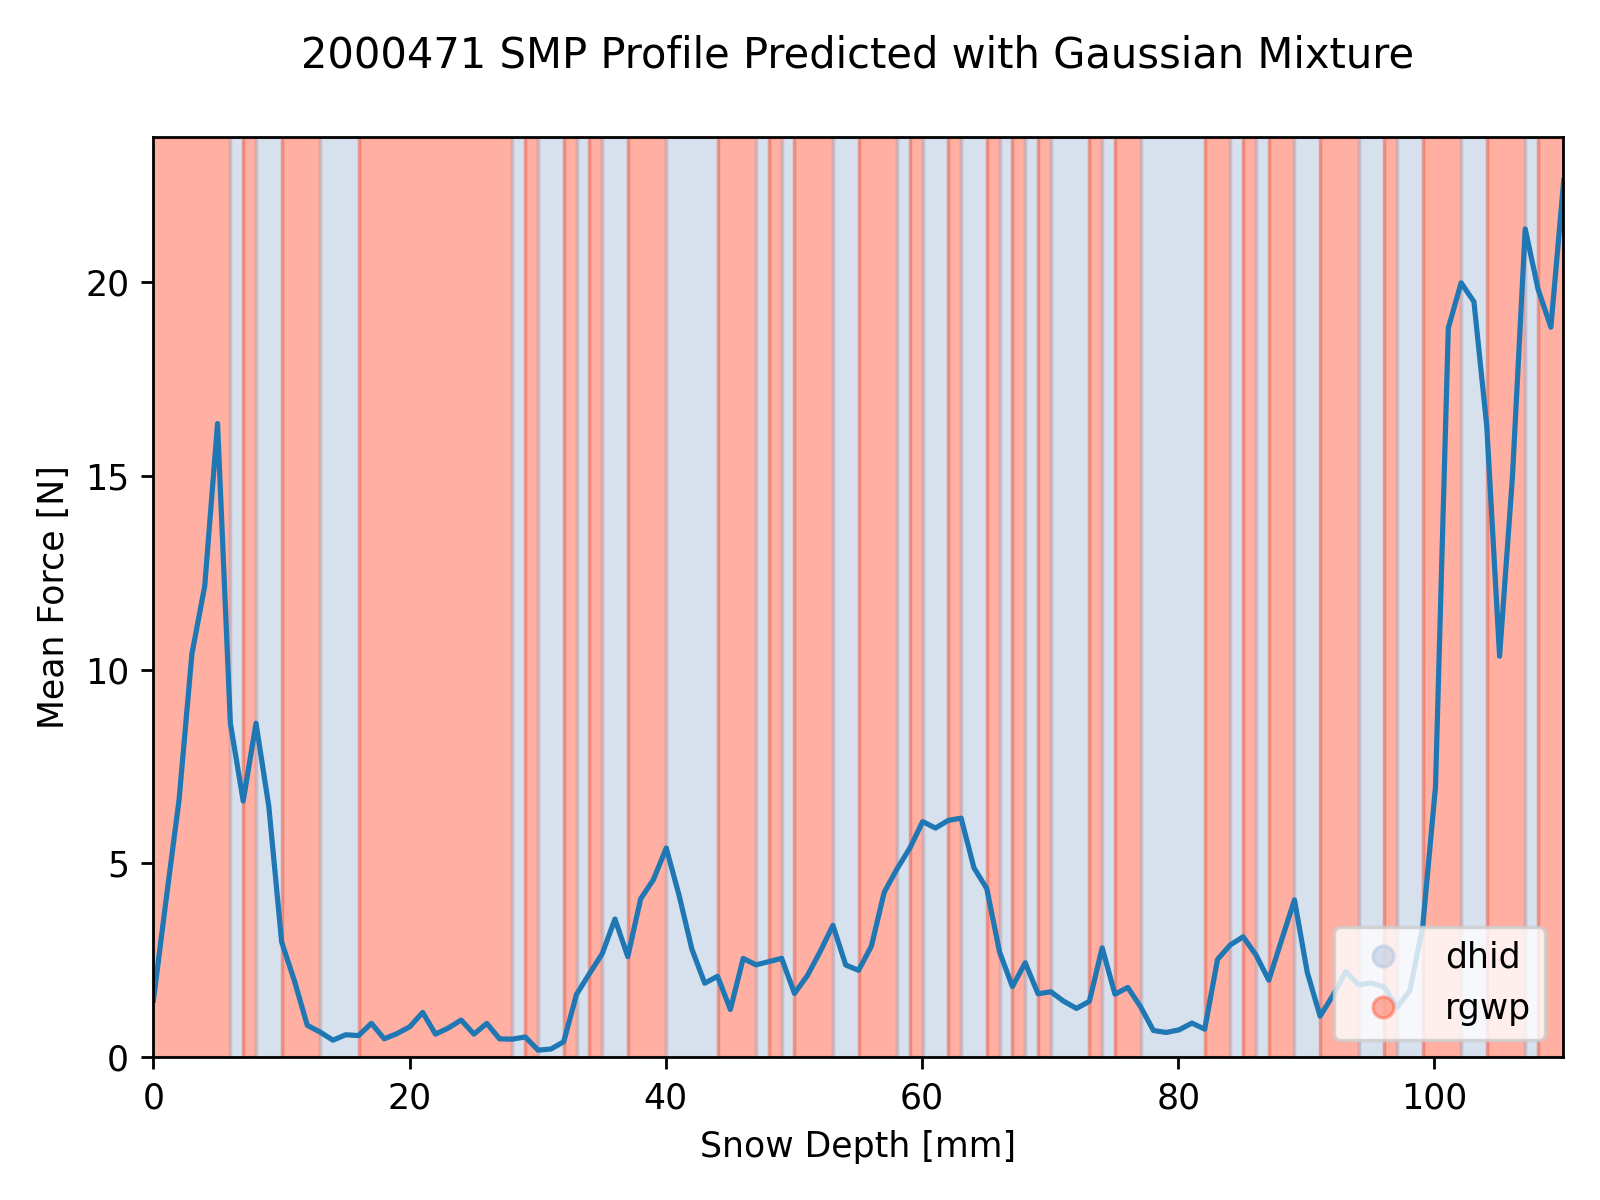 2000471 SMP Profile Predicted with Gaussian Mixture
Mean Force [N]
20
15
10
5
0
0 20 40 60 80 100
Snow Depth [mm]
dhid
rgwp